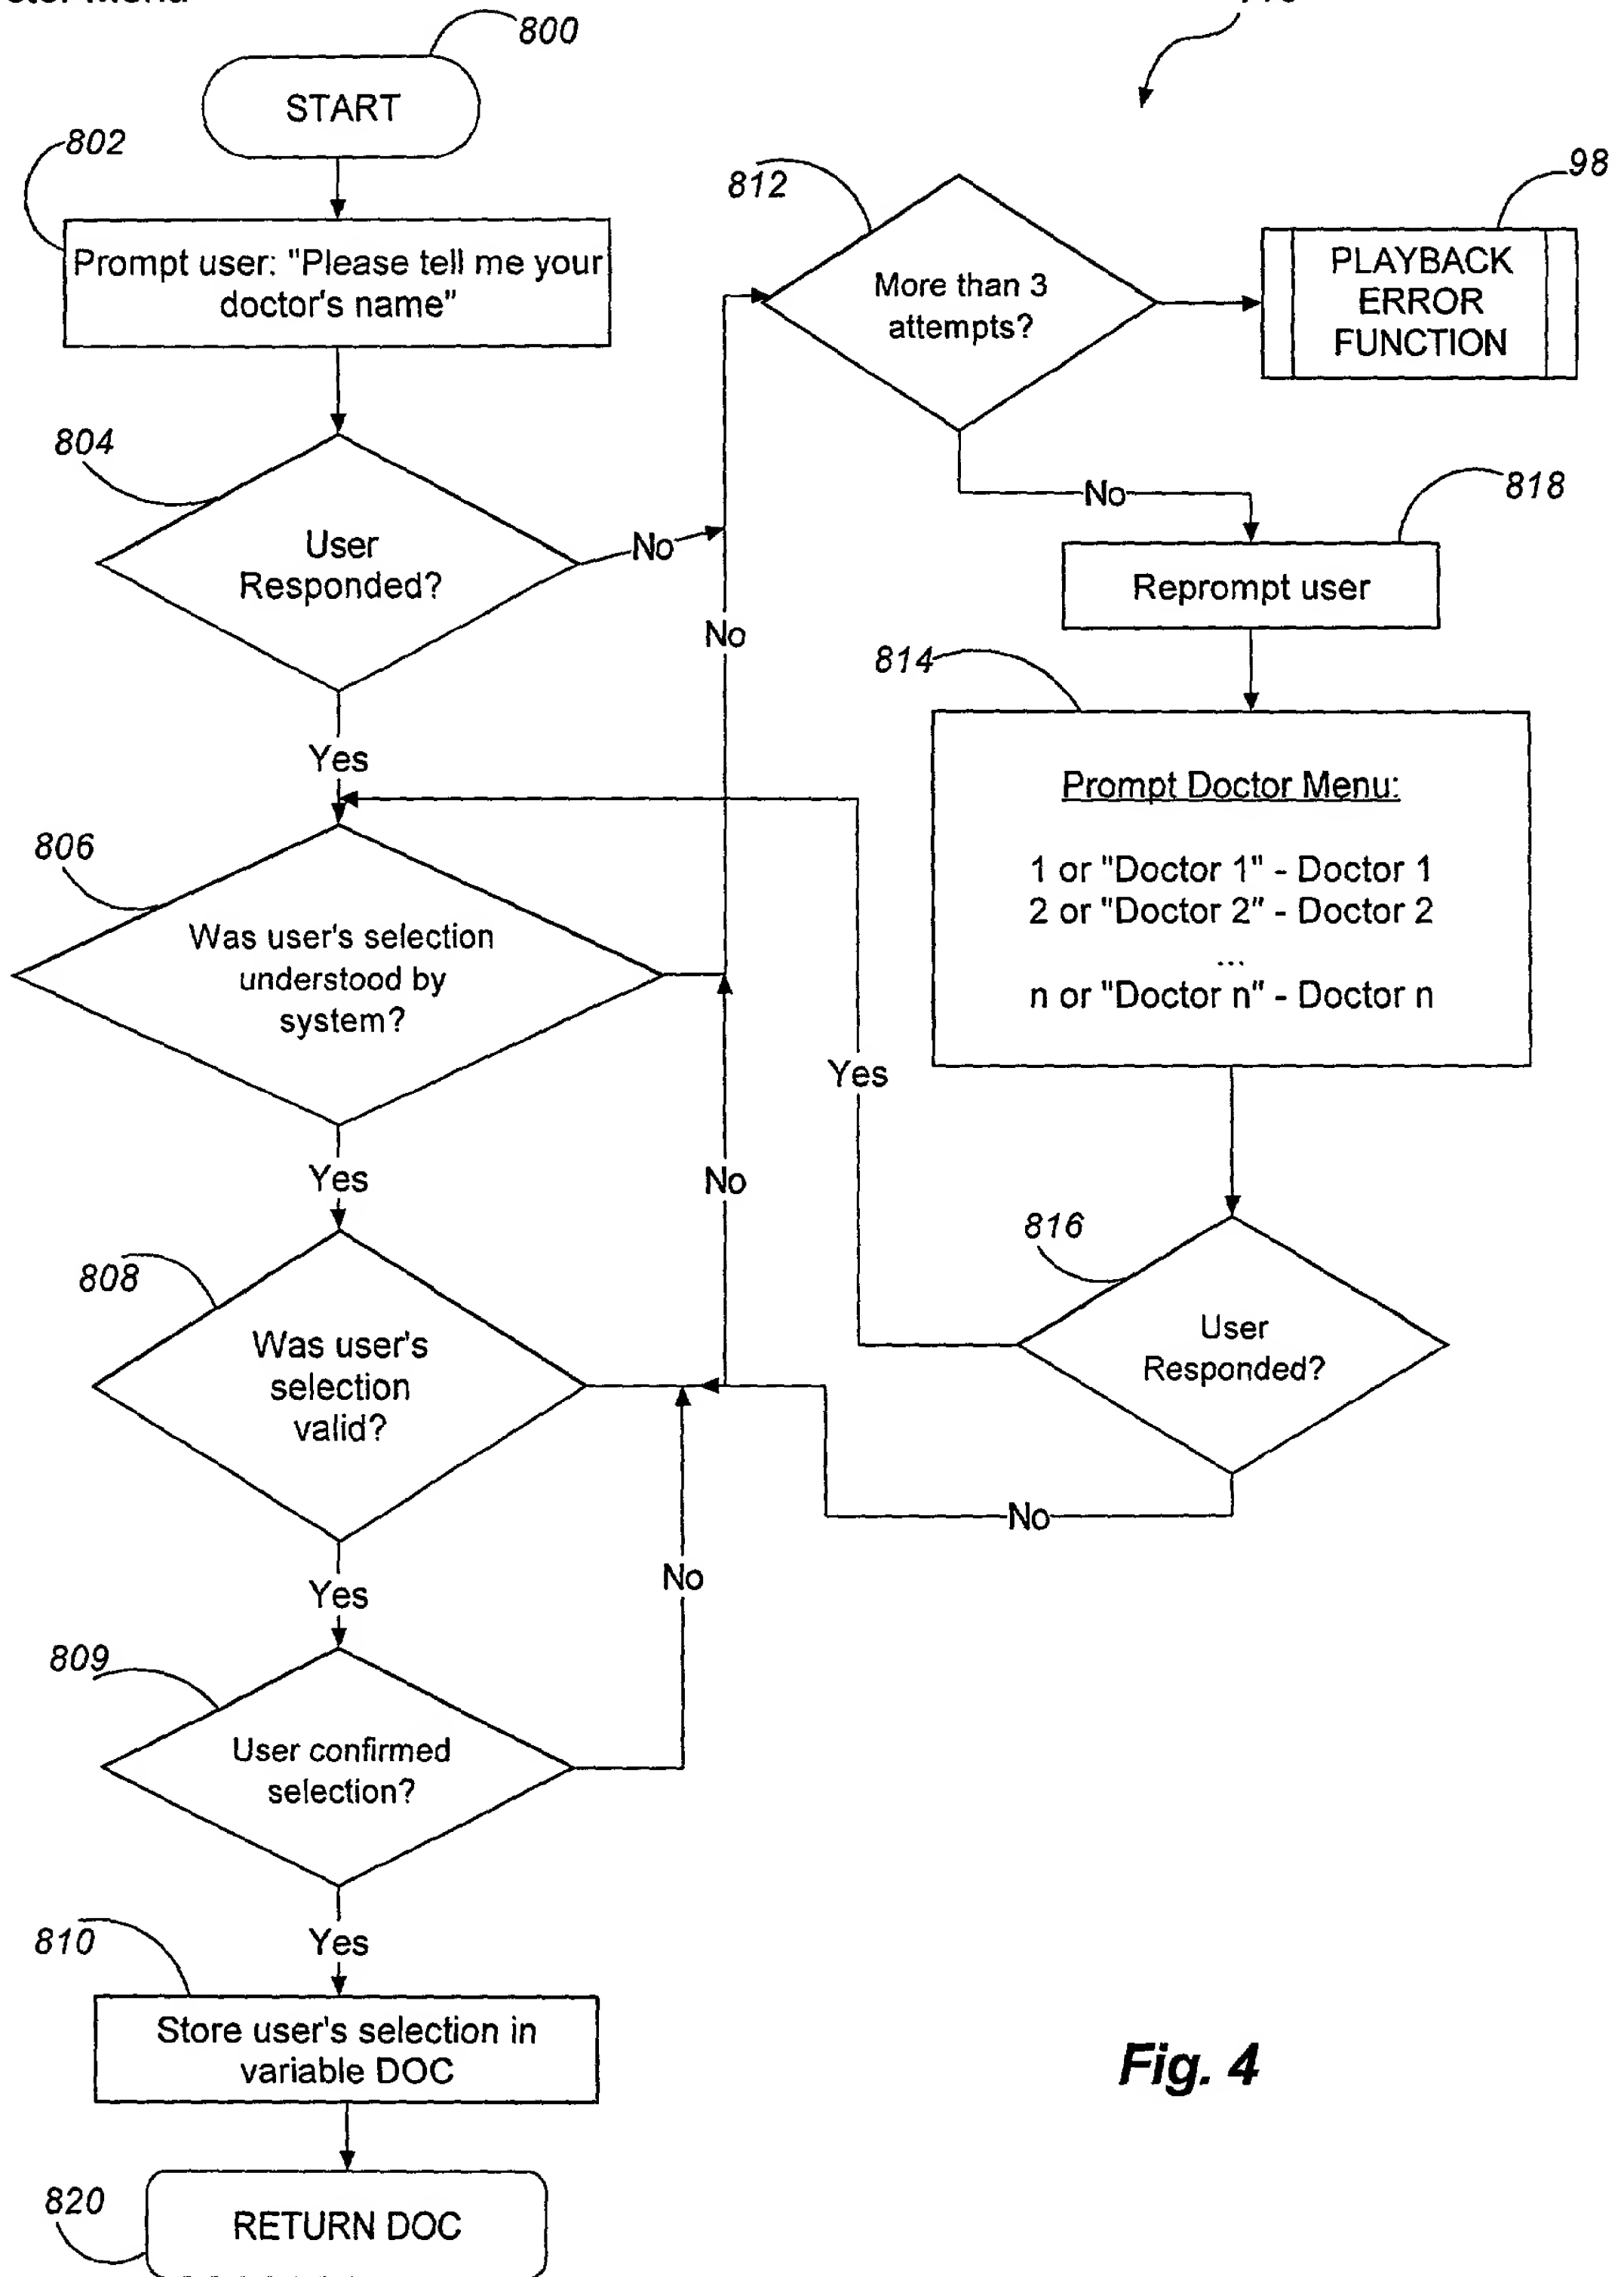 800
START
802
Prompt user: "Please tell me your
doctor's name"
804
User
Responded?
No
Yes
No
806
Was user's selection
understood by
system?
Yes
No
808
Was user's
selection
valid?
Yes
No
809
User confirmed
selection?
Yes
810
Store user's selection in
variable DOC
820
RETURN DOC
812
More than 3
attempts?
98
PLAYBACK
ERROR
FUNCTION
No
818
Reprompt user
814
Prompt Doctor Menu:
1 or "Doctor 1" - Doctor 1
2 or "Doctor 2" - Doctor 2
...
n or "Doctor n" - Doctor n
Yes
816
User
Responded?
No
Fig. 4